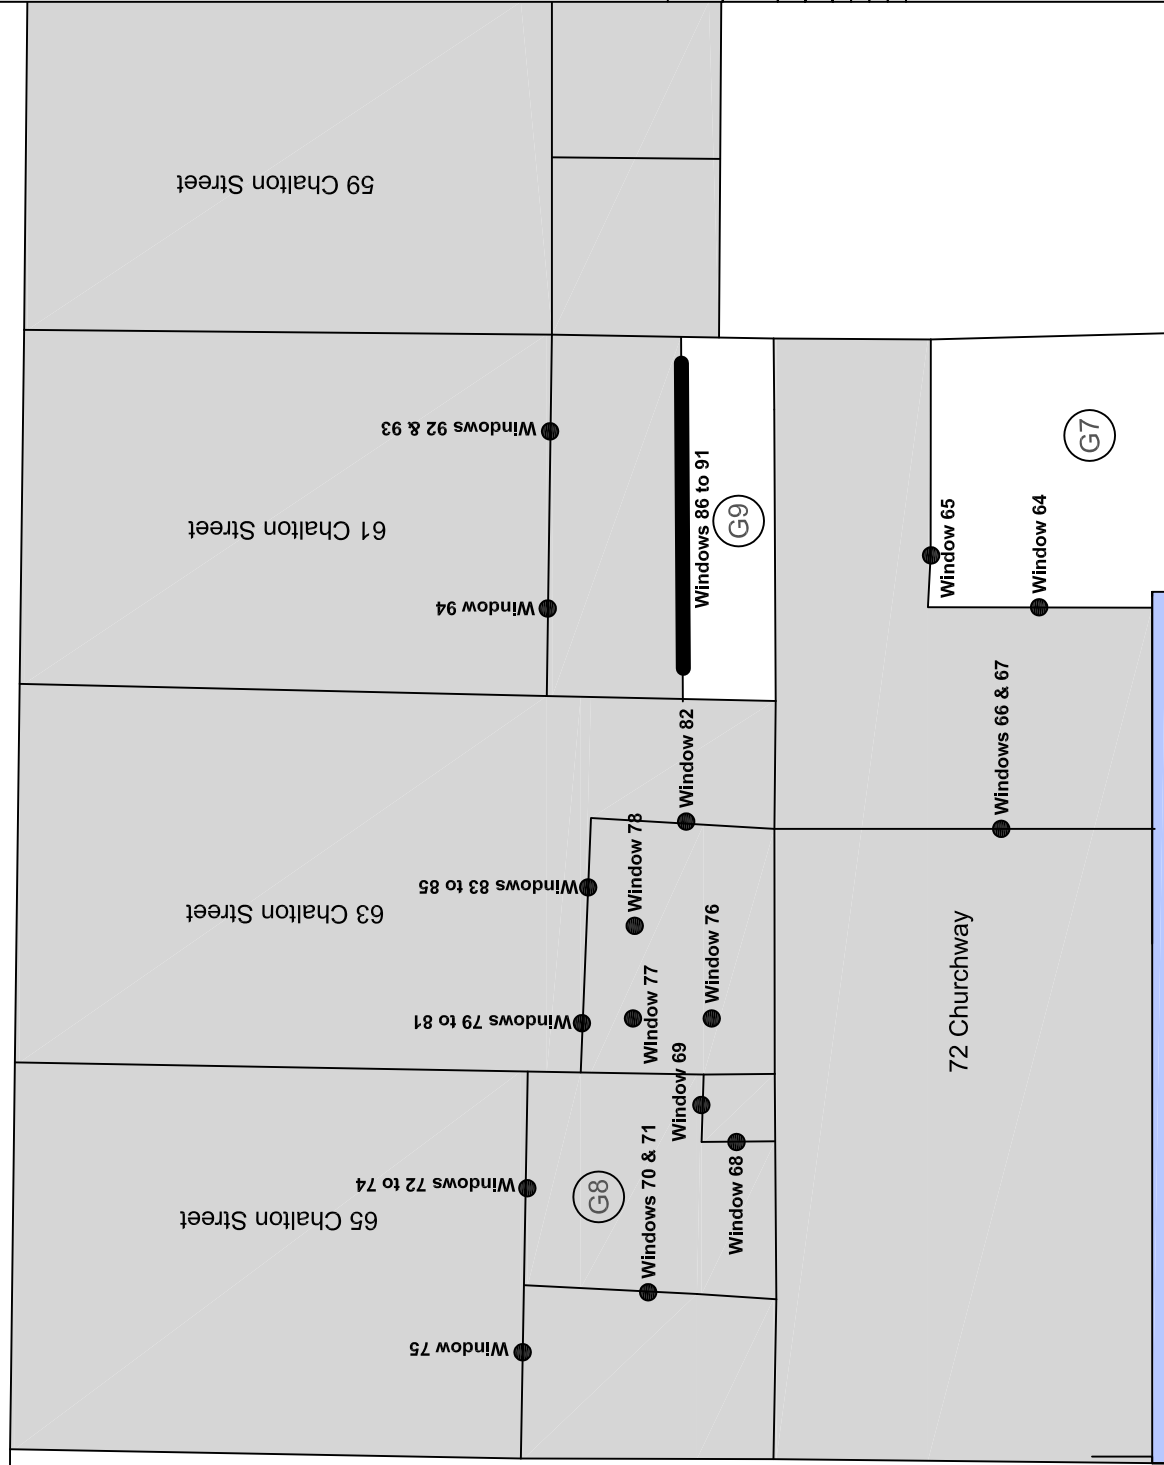 59 Chalton Street
Windows 92 & 93
61 Chalton Street
Windows 86 to 91
G9
G7
Window 65
Window 64
Window 94
Windows 66 & 67
Window 82
Window 78
Windows 83 to 85
63 Chalton Street
Window 76
Window 77
Windows 79 to 81
72 Churchway
Window 69
Windows 70 & 71
Window 68
Windows 72 to 74
G8
65 Chalton Street
Window 75